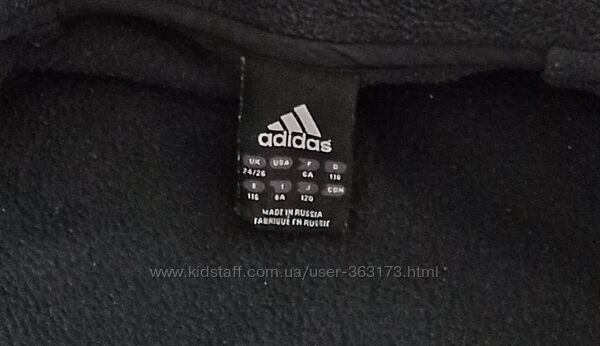 adidas
UK USA F D
24/26 6A 116
E I J CDN
116 6A 120
MADE IN RUSSIA
FABRIQUÉ EN RUSSIE
www.kidstaff.com.ua/user-363173.html